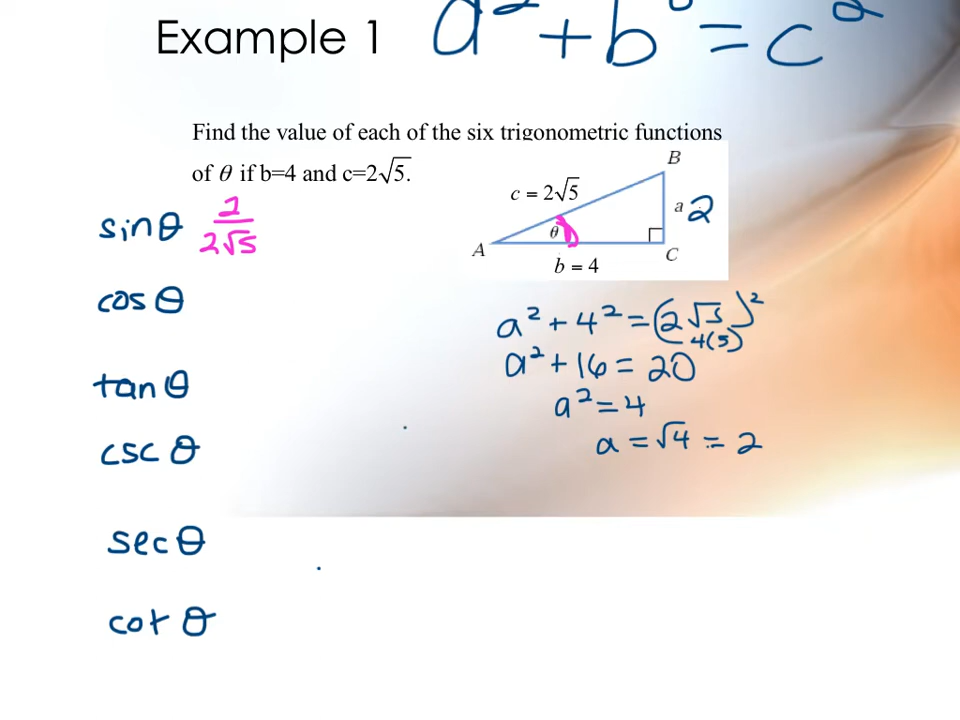 Example 1 a² + b² = c²
Find the value of each of the six trigonometric functions
of θ if b=4 and c=2√5.
B
c = 2√5
a 2
θ
A
C
b = 4
sinθ 2/2√5
cosθ
tanθ
cscθ
secθ
cotθ
a² + 4² = (2√5)²
4(5)
a² + 16 = 20
a² = 4
a = √4 = 2